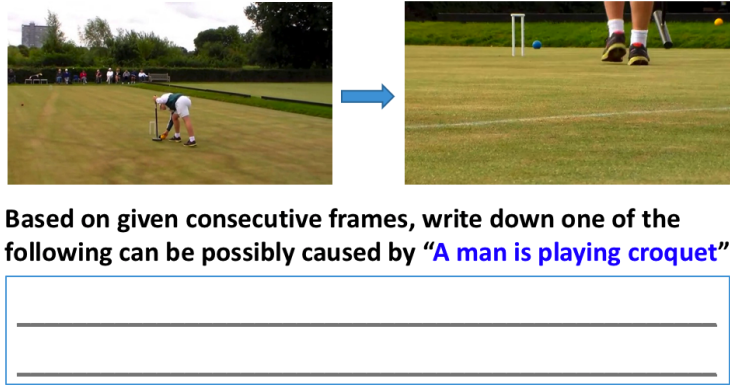 Based on given consecutive frames, write down one of the
following can be possibly caused by “A man is playing croquet”